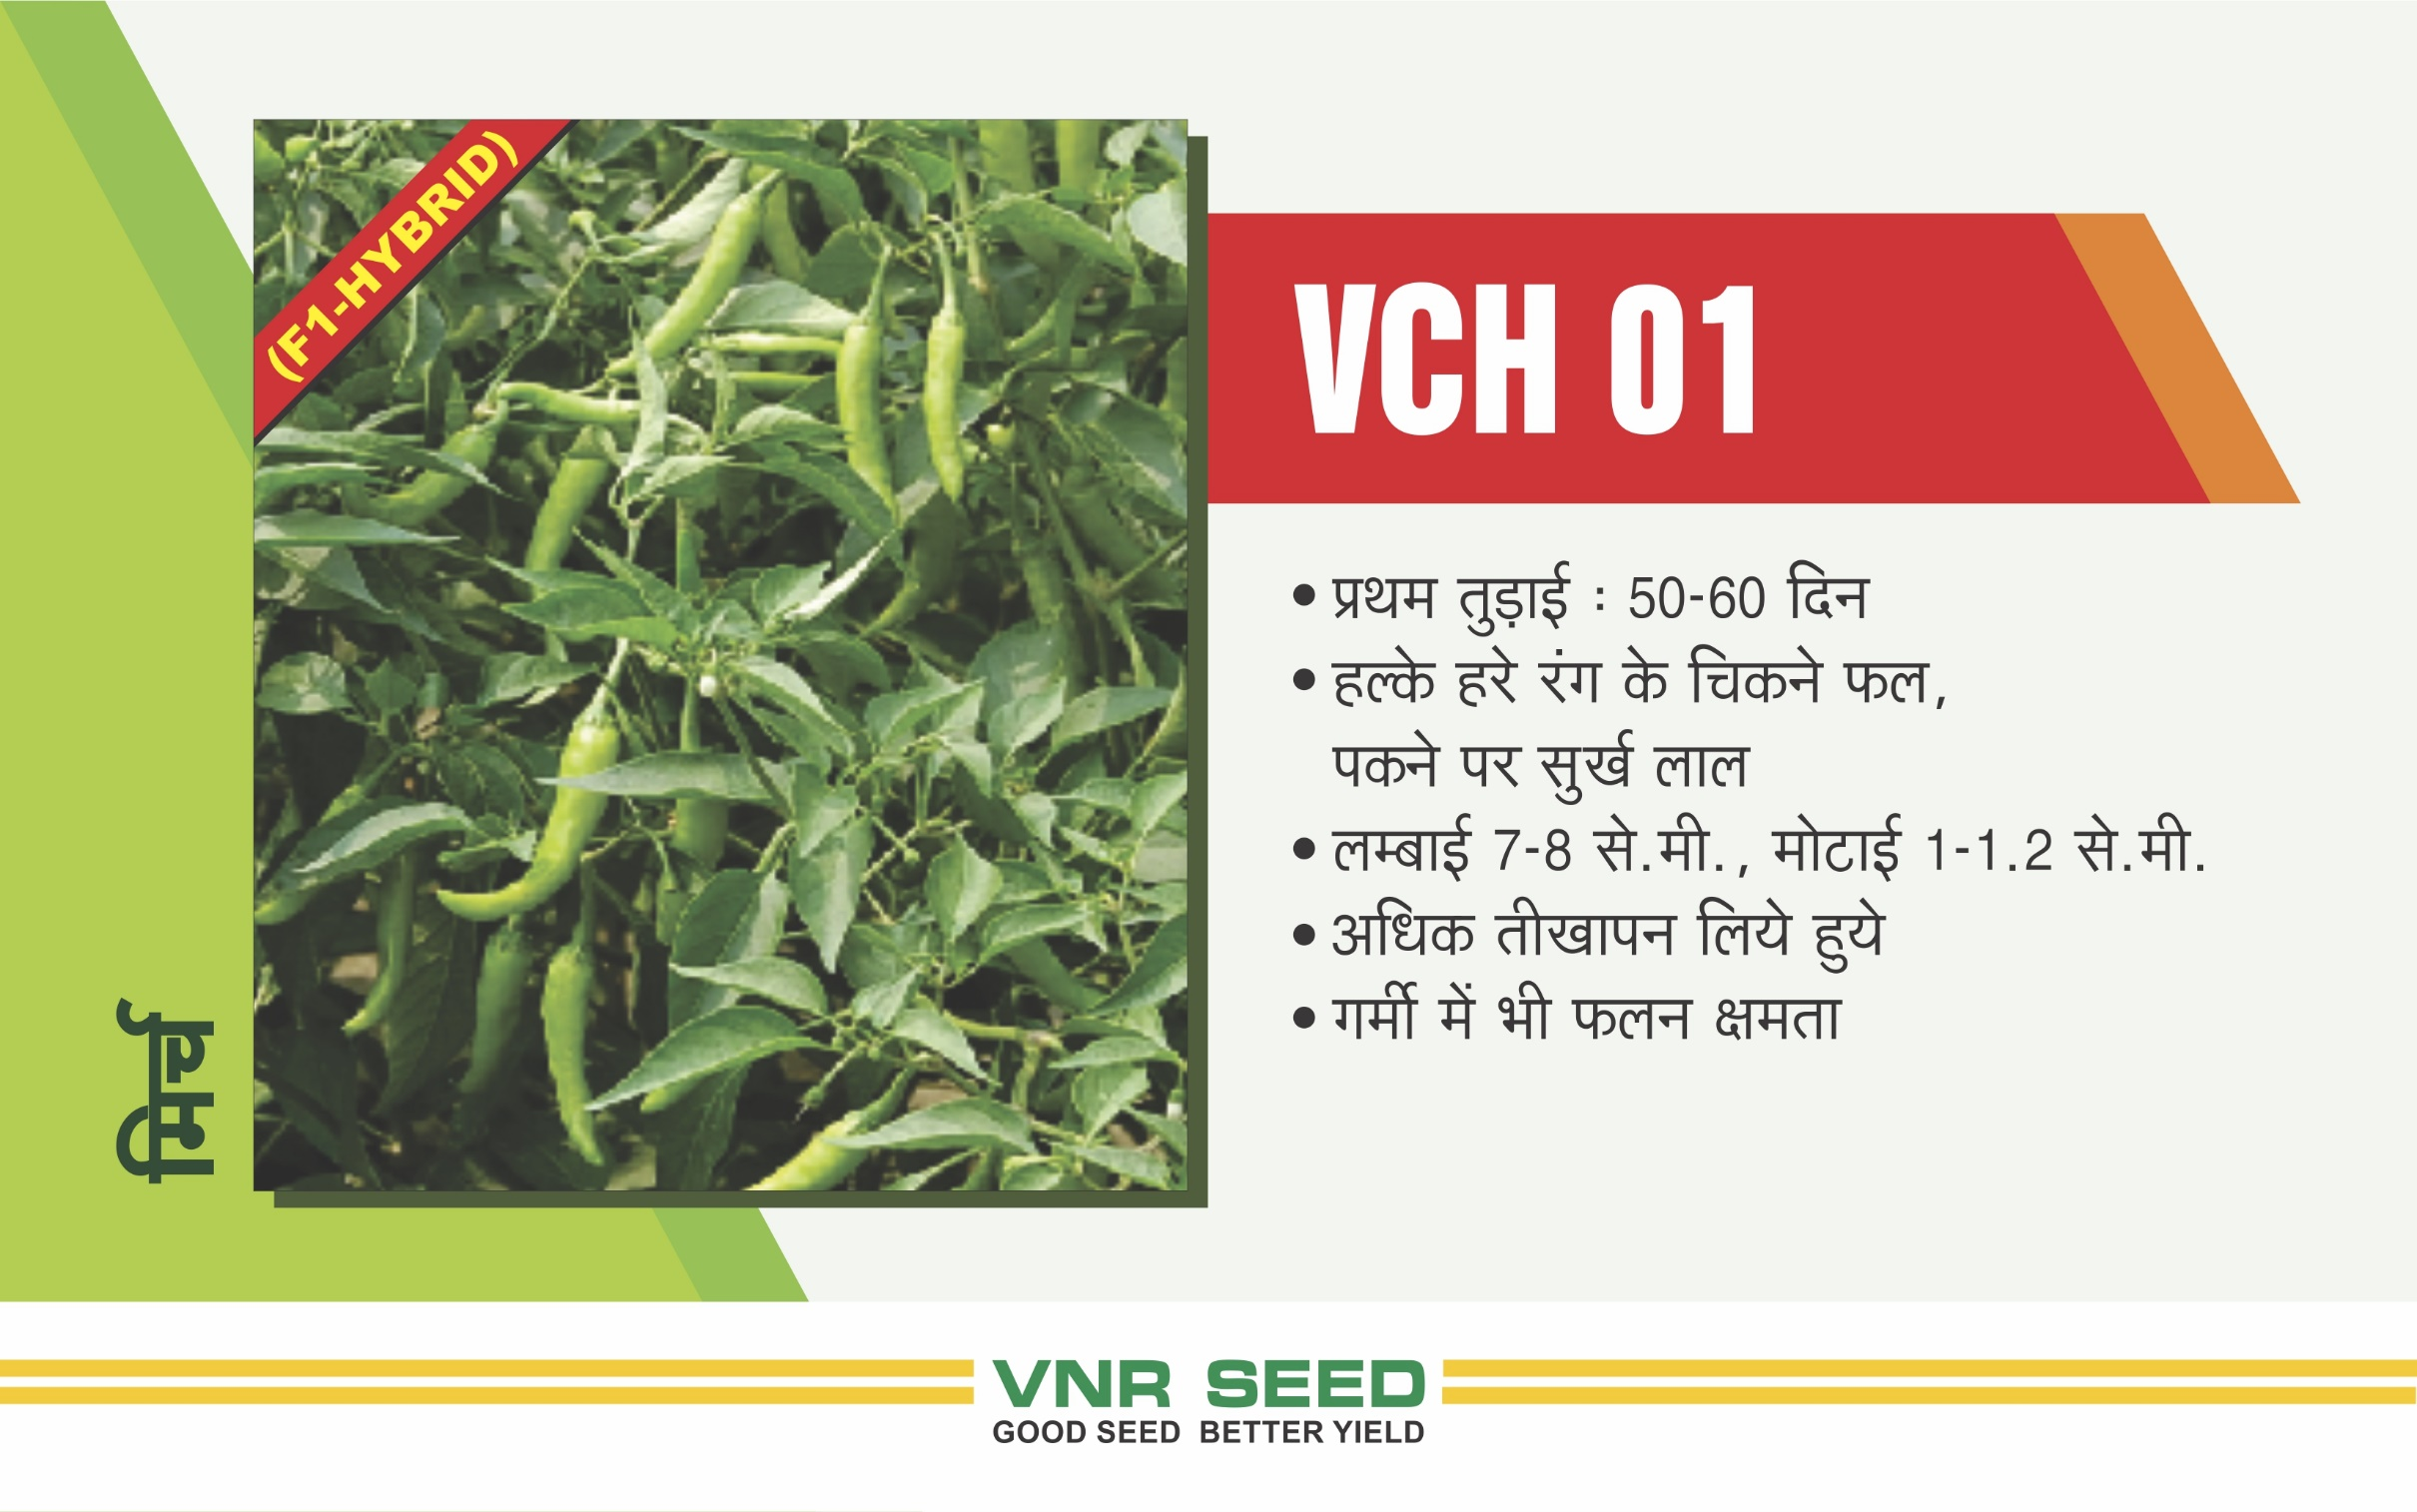 (F1-HYBRID)
VCH 01
• प्रथम तुड़ाई : 50-60 दिन
• हल्के हरे रंग के चिकने फल,
पकने पर सुर्ख लाल
• लम्बाई 7-8 से.मी., मोटाई 1-1.2 से.मी.
• अधिक तीखापन लिये हुये
• गर्मी में भी फलन क्षमता
मिर्च
VNR SEED
GOOD SEED BETTER YIELD